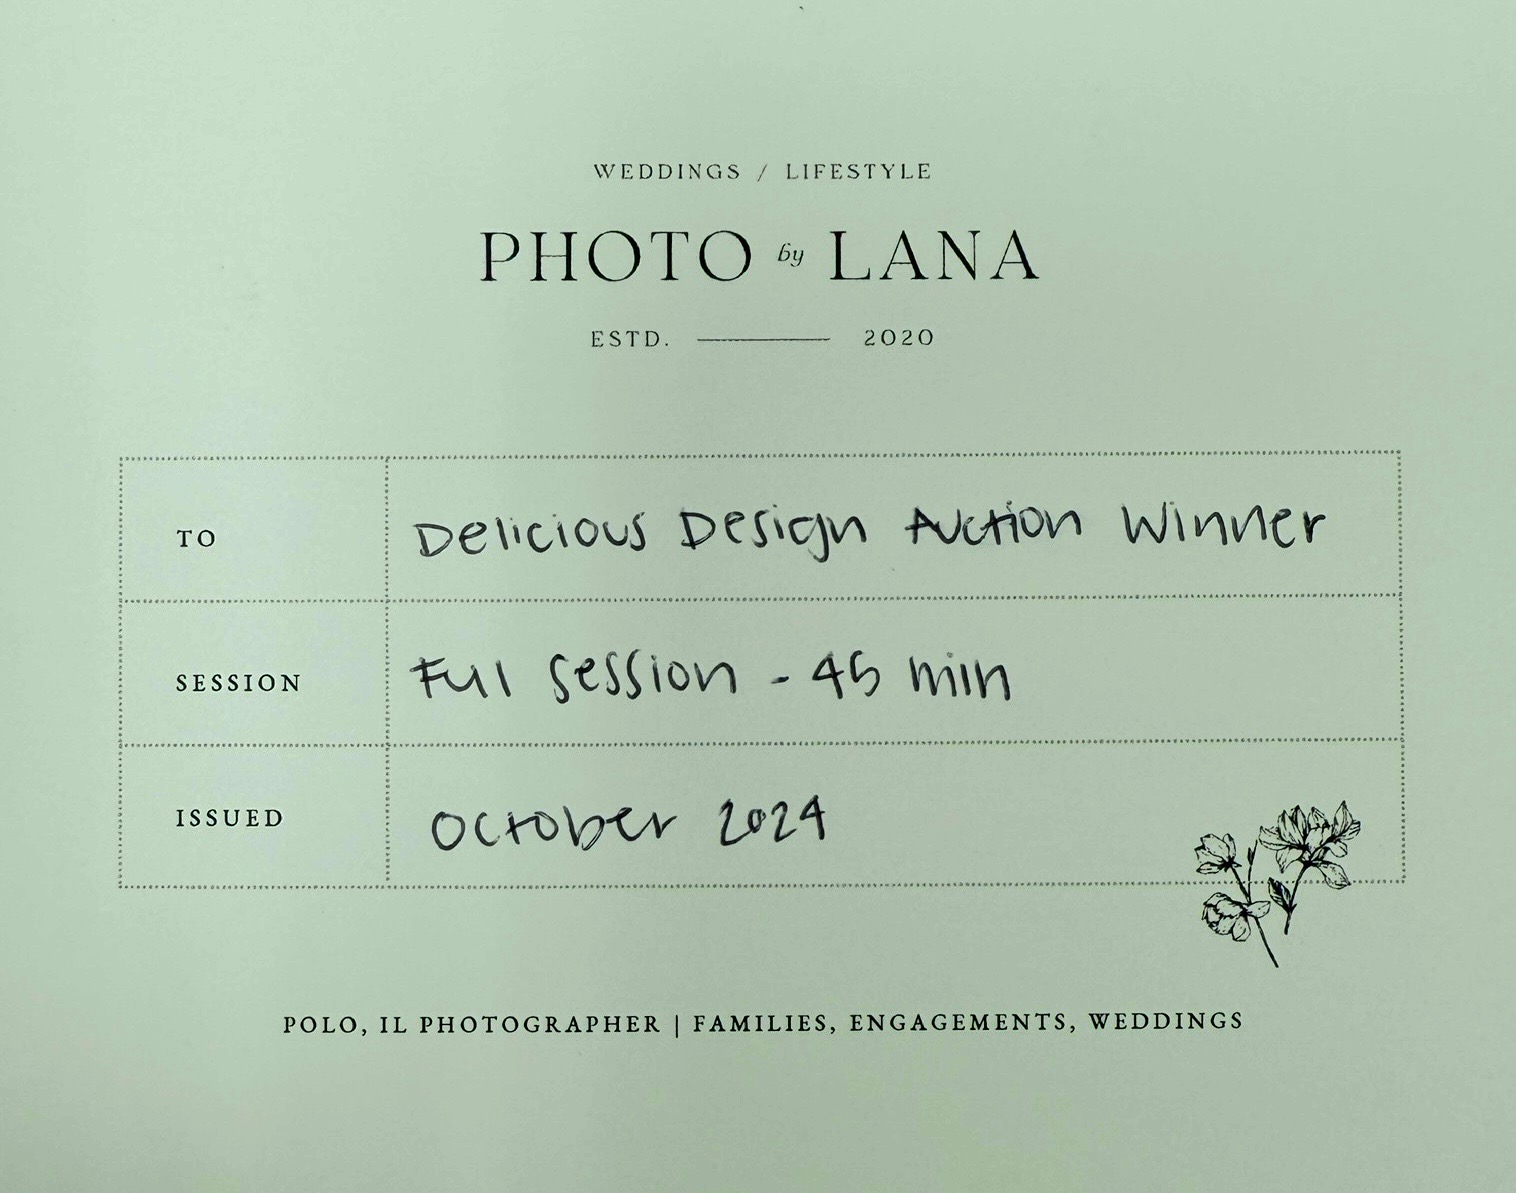 WEDDINGS / LIFESTYLE
PHOTO by LANA
ESTD. 2020
TO Delicious Design Auction Winner
SESSION Full Session - 45 min
ISSUED October 2024
POLO, IL PHOTOGRAPHER | FAMILIES, ENGAGEMENTS, WEDDINGS